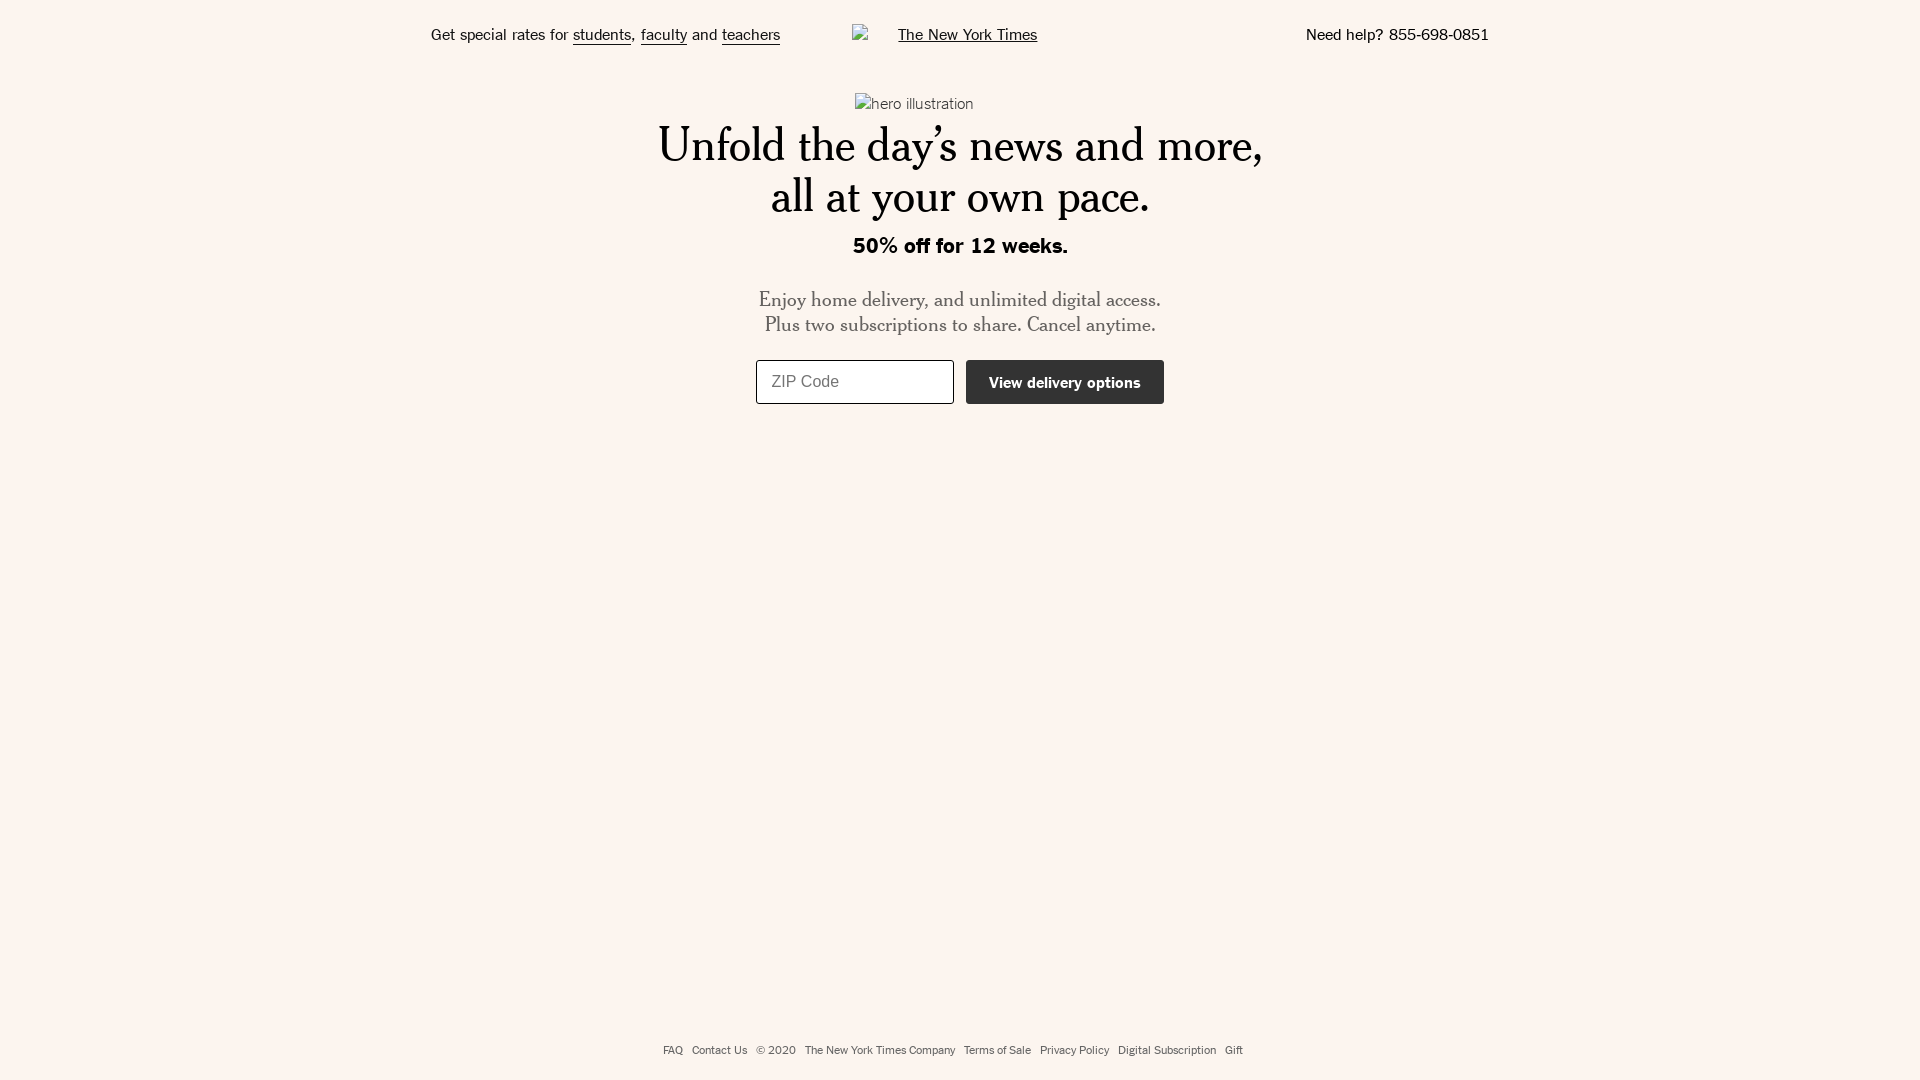 Get special rates for students, faculty and teachers
The New York Times
Need help? 855-698-0851
hero illustration
Unfold the day’s news and more,
all at your own pace.
50% off for 12 weeks.
Enjoy home delivery, and unlimited digital access.
Plus two subscriptions to share. Cancel anytime.
ZIP Code
View delivery options
FAQ Contact Us © 2020 The New York Times Company Terms of Sale Privacy Policy Digital Subscription Gift